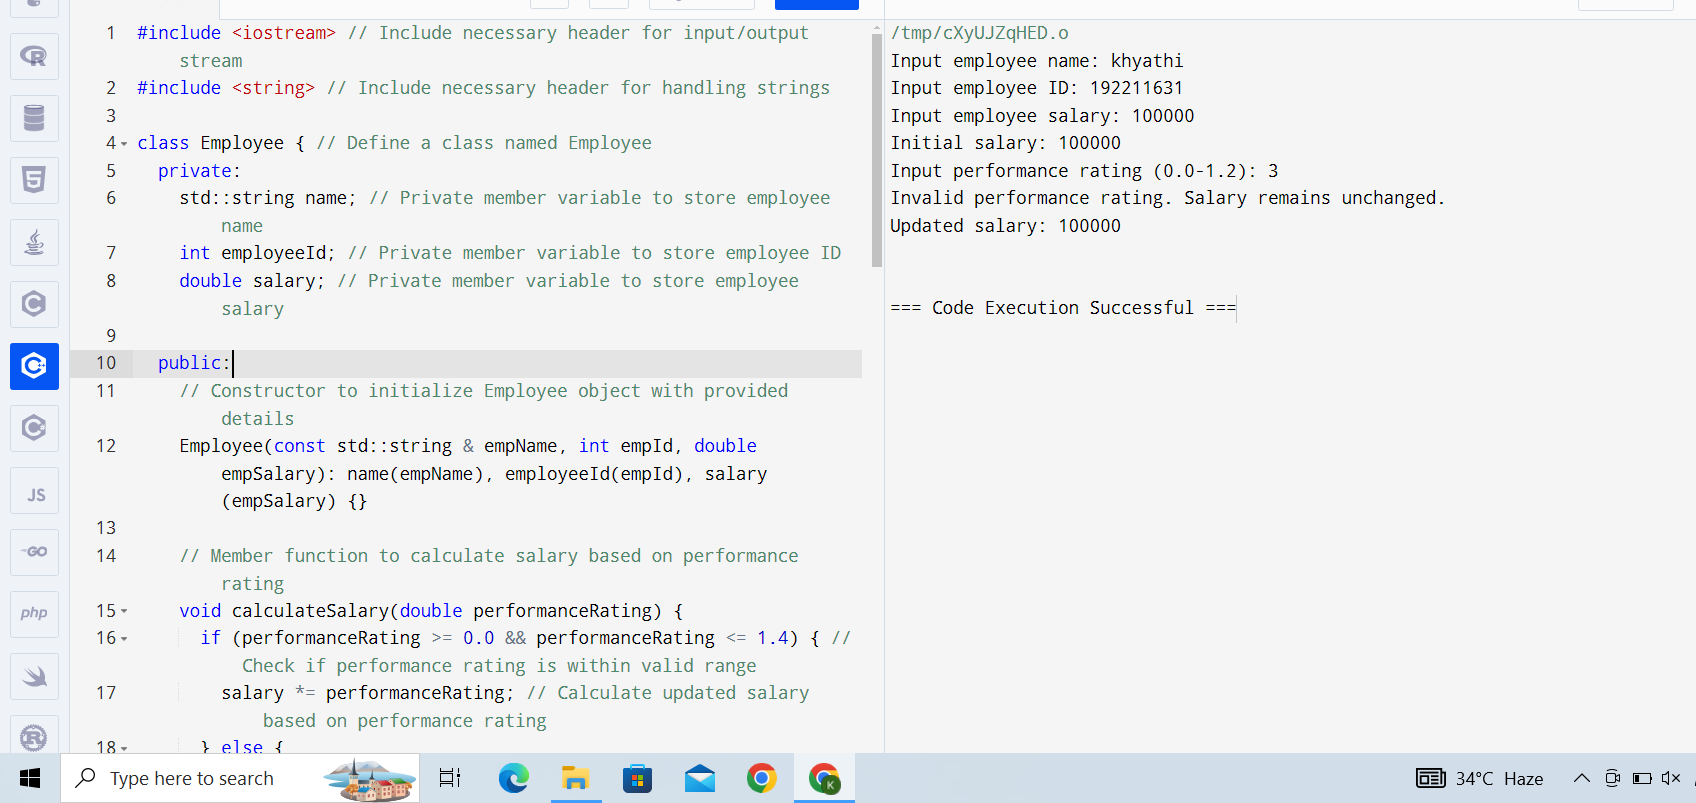 1 #include <iostream> // Include necessary header for input/output
stream
2 #include <string> // Include necessary header for handling strings
3
4 class Employee { // Define a class named Employee
5 private:
6 std::string name; // Private member variable to store employee
name
7 int employeeId; // Private member variable to store employee ID
8 double salary; // Private member variable to store employee
salary
9
10 public:
11 // Constructor to initialize Employee object with provided
details
12 Employee(const std::string & empName, int empId, double
empSalary): name(empName), employeeId(empId), salary
(empSalary) {}
13
14 // Member function to calculate salary based on performance
rating
15 void calculateSalary(double performanceRating) {
16 if (performanceRating >= 0.0 && performanceRating <= 1.4) { //
Check if performance rating is within valid range
17 salary *= performanceRating; // Calculate updated salary
based on performance rating
18 } else {
/tmp/cXyUJZqHED.o
Input employee name: khyathi
Input employee ID: 192211631
Input employee salary: 100000
Initial salary: 100000
Input performance rating (0.0-1.2): 3
Invalid performance rating. Salary remains unchanged.
Updated salary: 100000
=== Code Execution Successful ===
R
5
C
C
C
JS
GO
php
R
Type here to search
K
34°C Haze